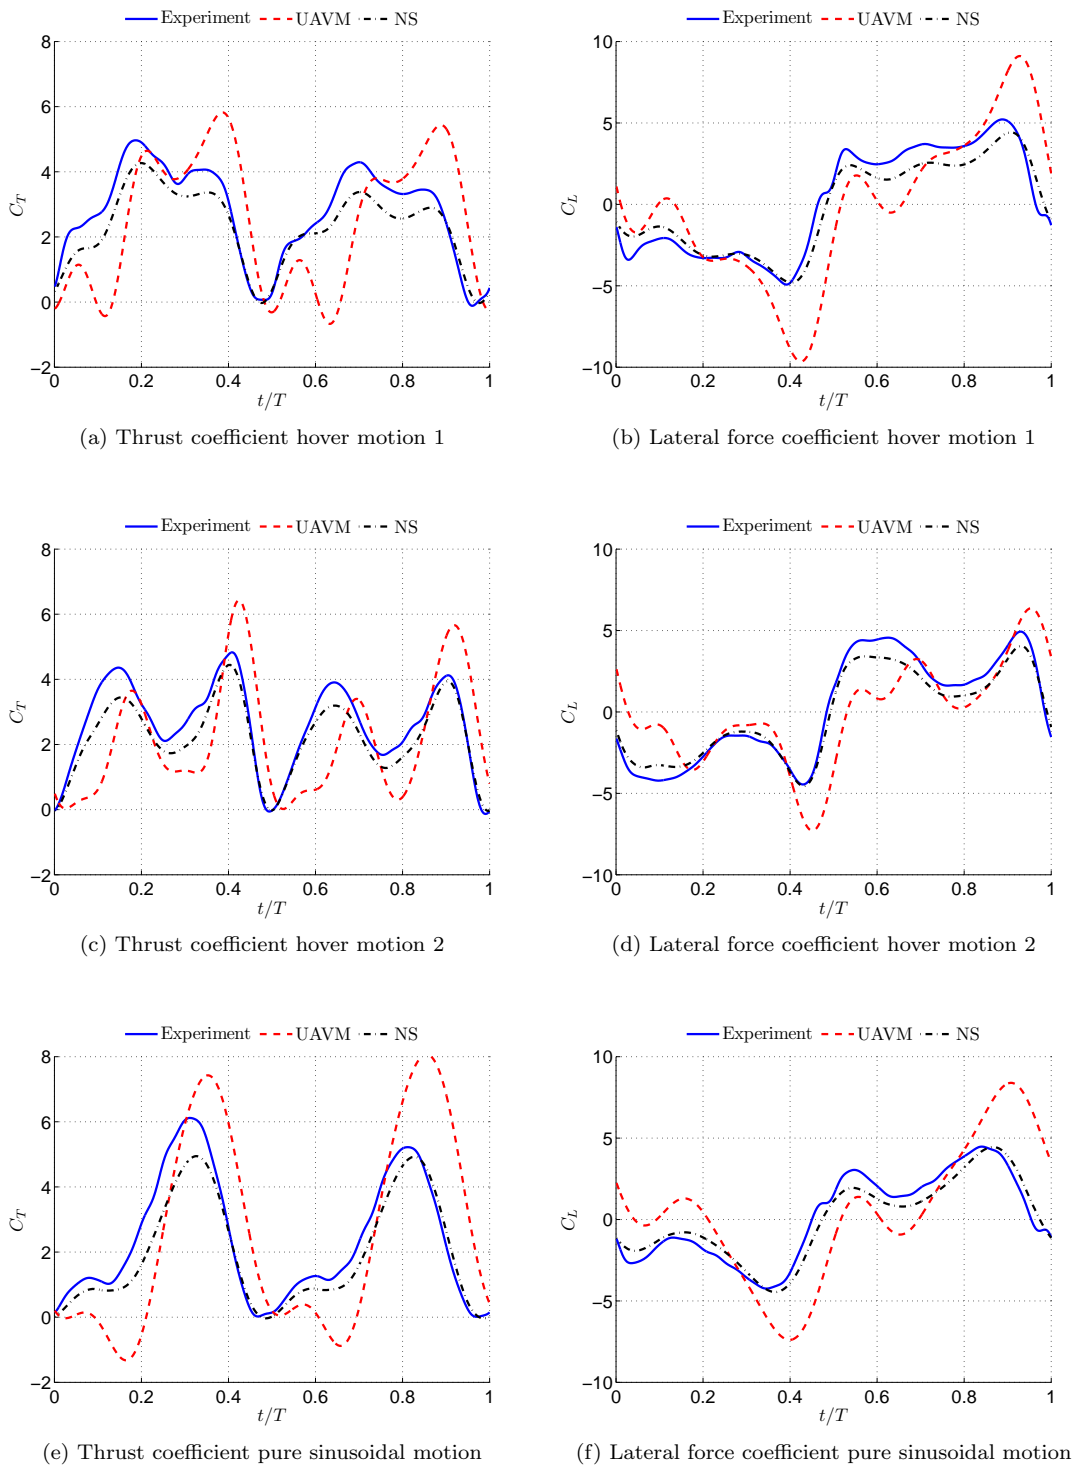 Experiment UAVM NS
8
6
4
2
0
−2
C_T
0 0.2 0.4 0.6 0.8 1
t/T
(a) Thrust coefficient hover motion 1
Experiment UAVM NS
10
5
0
−5
−10
C_L
0 0.2 0.4 0.6 0.8 1
t/T
(b) Lateral force coefficient hover motion 1
Experiment UAVM NS
8
6
4
2
0
−2
C_T
0 0.2 0.4 0.6 0.8 1
t/T
(c) Thrust coefficient hover motion 2
Experiment UAVM NS
10
5
0
−5
−10
C_L
0 0.2 0.4 0.6 0.8 1
t/T
(d) Lateral force coefficient hover motion 2
Experiment UAVM NS
8
6
4
2
0
−2
C_T
0 0.2 0.4 0.6 0.8 1
t/T
(e) Thrust coefficient pure sinusoidal motion
Experiment UAVM NS
10
5
0
−5
−10
C_L
0 0.2 0.4 0.6 0.8 1
t/T
(f) Lateral force coefficient pure sinusoidal motion